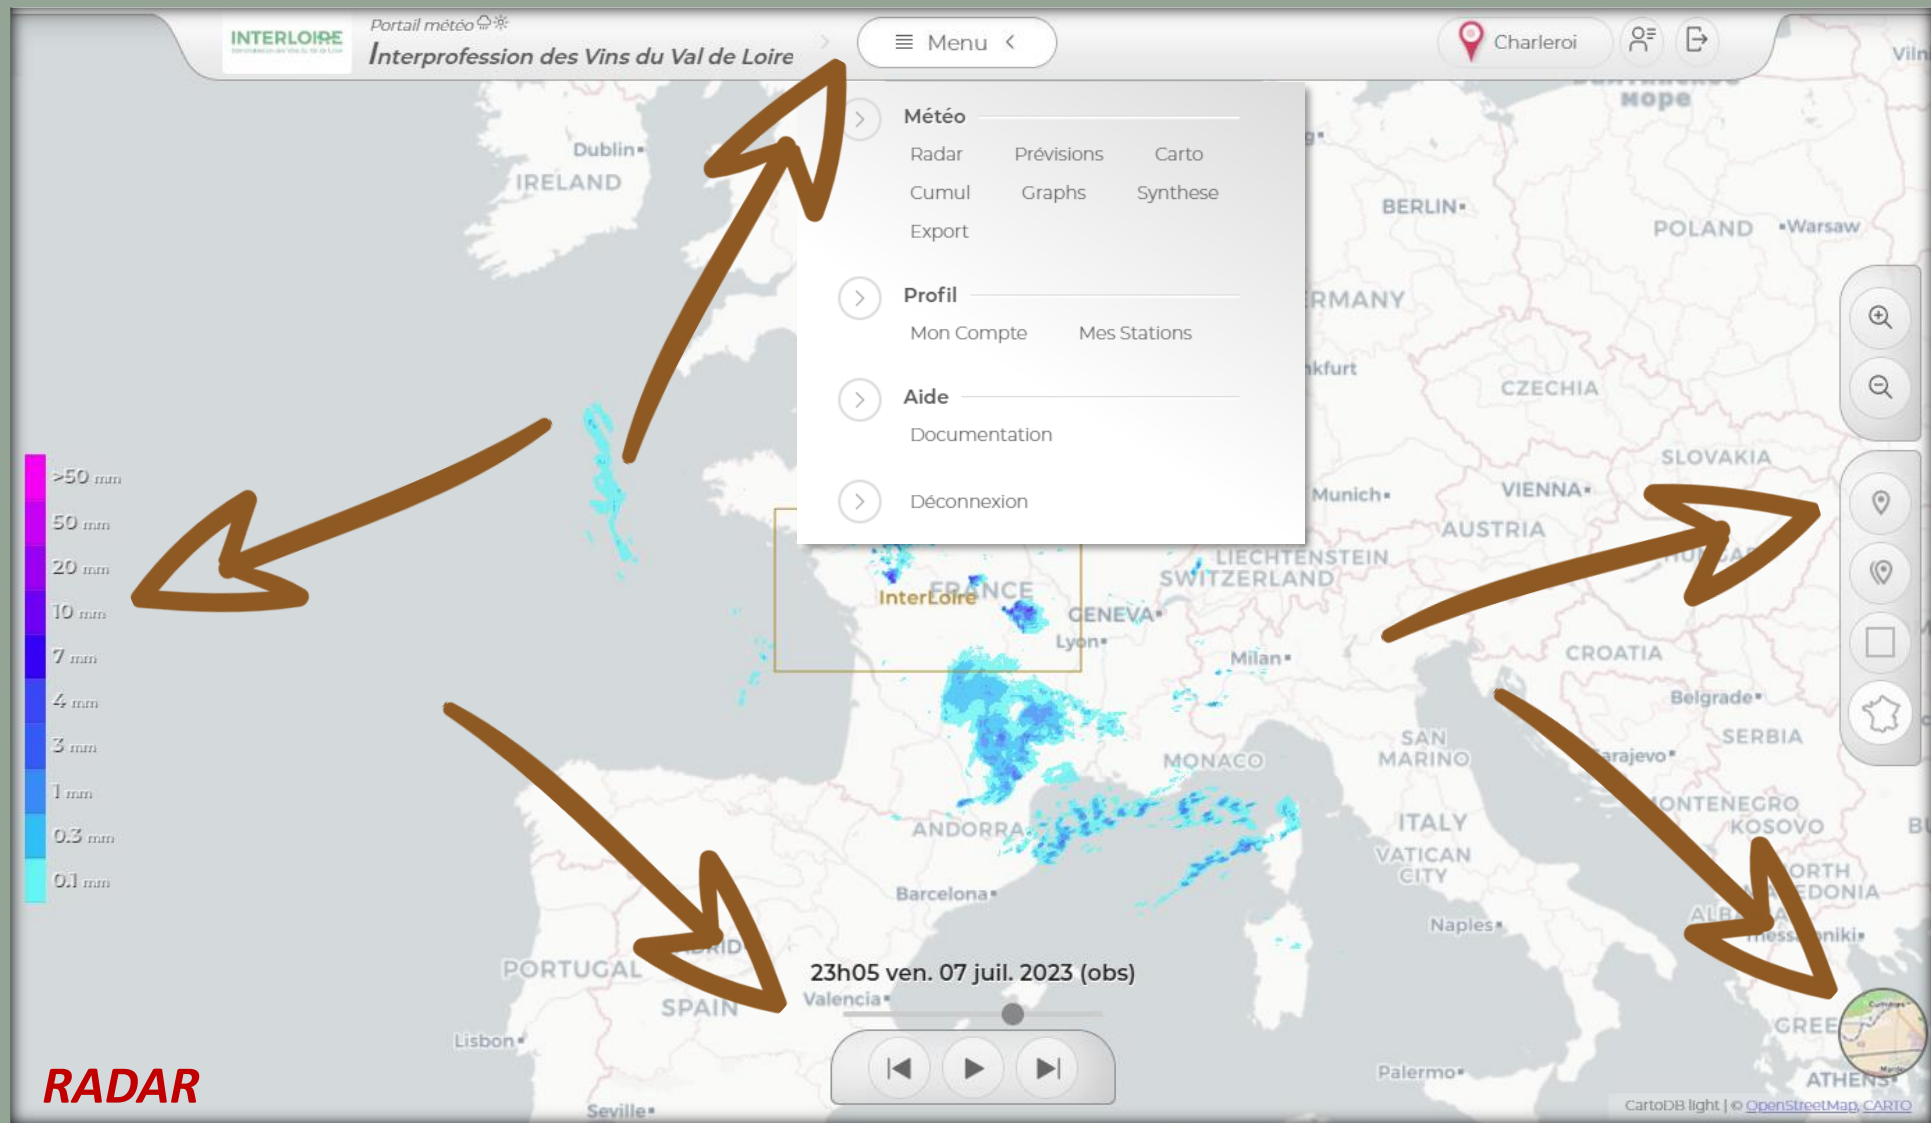 INTERLOIRE
Portail météo
Interprofession des Vins du Val de Loire
Menu
Charleroi
Météo
Radar Prévisions Carto
Cumul Graphs Synthese
Export
Profil
Mon Compte Mes Stations
Aide
Documentation
Déconnexion
>50 mm
50 mm
20 mm
10 mm
7 mm
4 mm
3 mm
1 mm
0.3 mm
0.1 mm
море
Dublin
IRELAND
BERLIN
POLAND
Warsaw
CZECHIA
SLOVAKIA
Munich
VIENNA
AUSTRIA
LIECHTENSTEIN
SWITZERLAND
FRANCE
InterLoire
GENEVA
Lyon
Milan
CROATIA
Belgrade
SERBIA
SAN
MARINO
MONACO
KOSOVO
ANDORRA
ITALY
VATICAN
CITY
Barcelona
Naples
PORTUGAL
SPAIN
Valencia
Lisbon
Palermo
ATHENS
Seville
23h05 ven. 07 juil. 2023 (obs)
RADAR
CartoDB light | © OpenStreetMap, CARTO